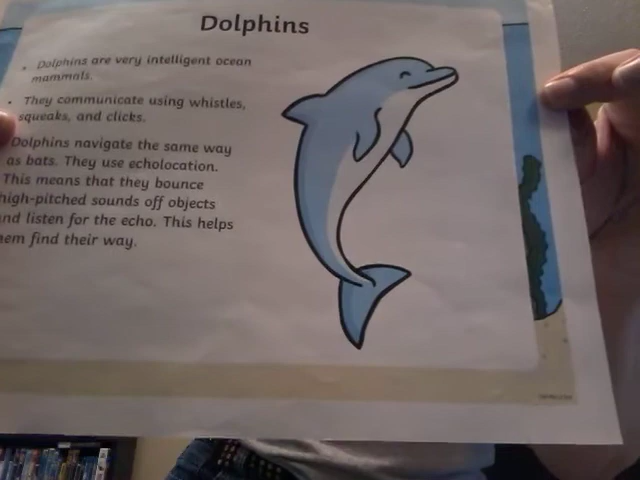 Dolphins
• Dolphins are very intelligent ocean
mammals.
• They communicate using whistles,
squeaks, and clicks.
Dolphins navigate the same way
as bats. They use echolocation.
This means that they bounce
high-pitched sounds off objects
and listen for the echo. This helps
them find their way.